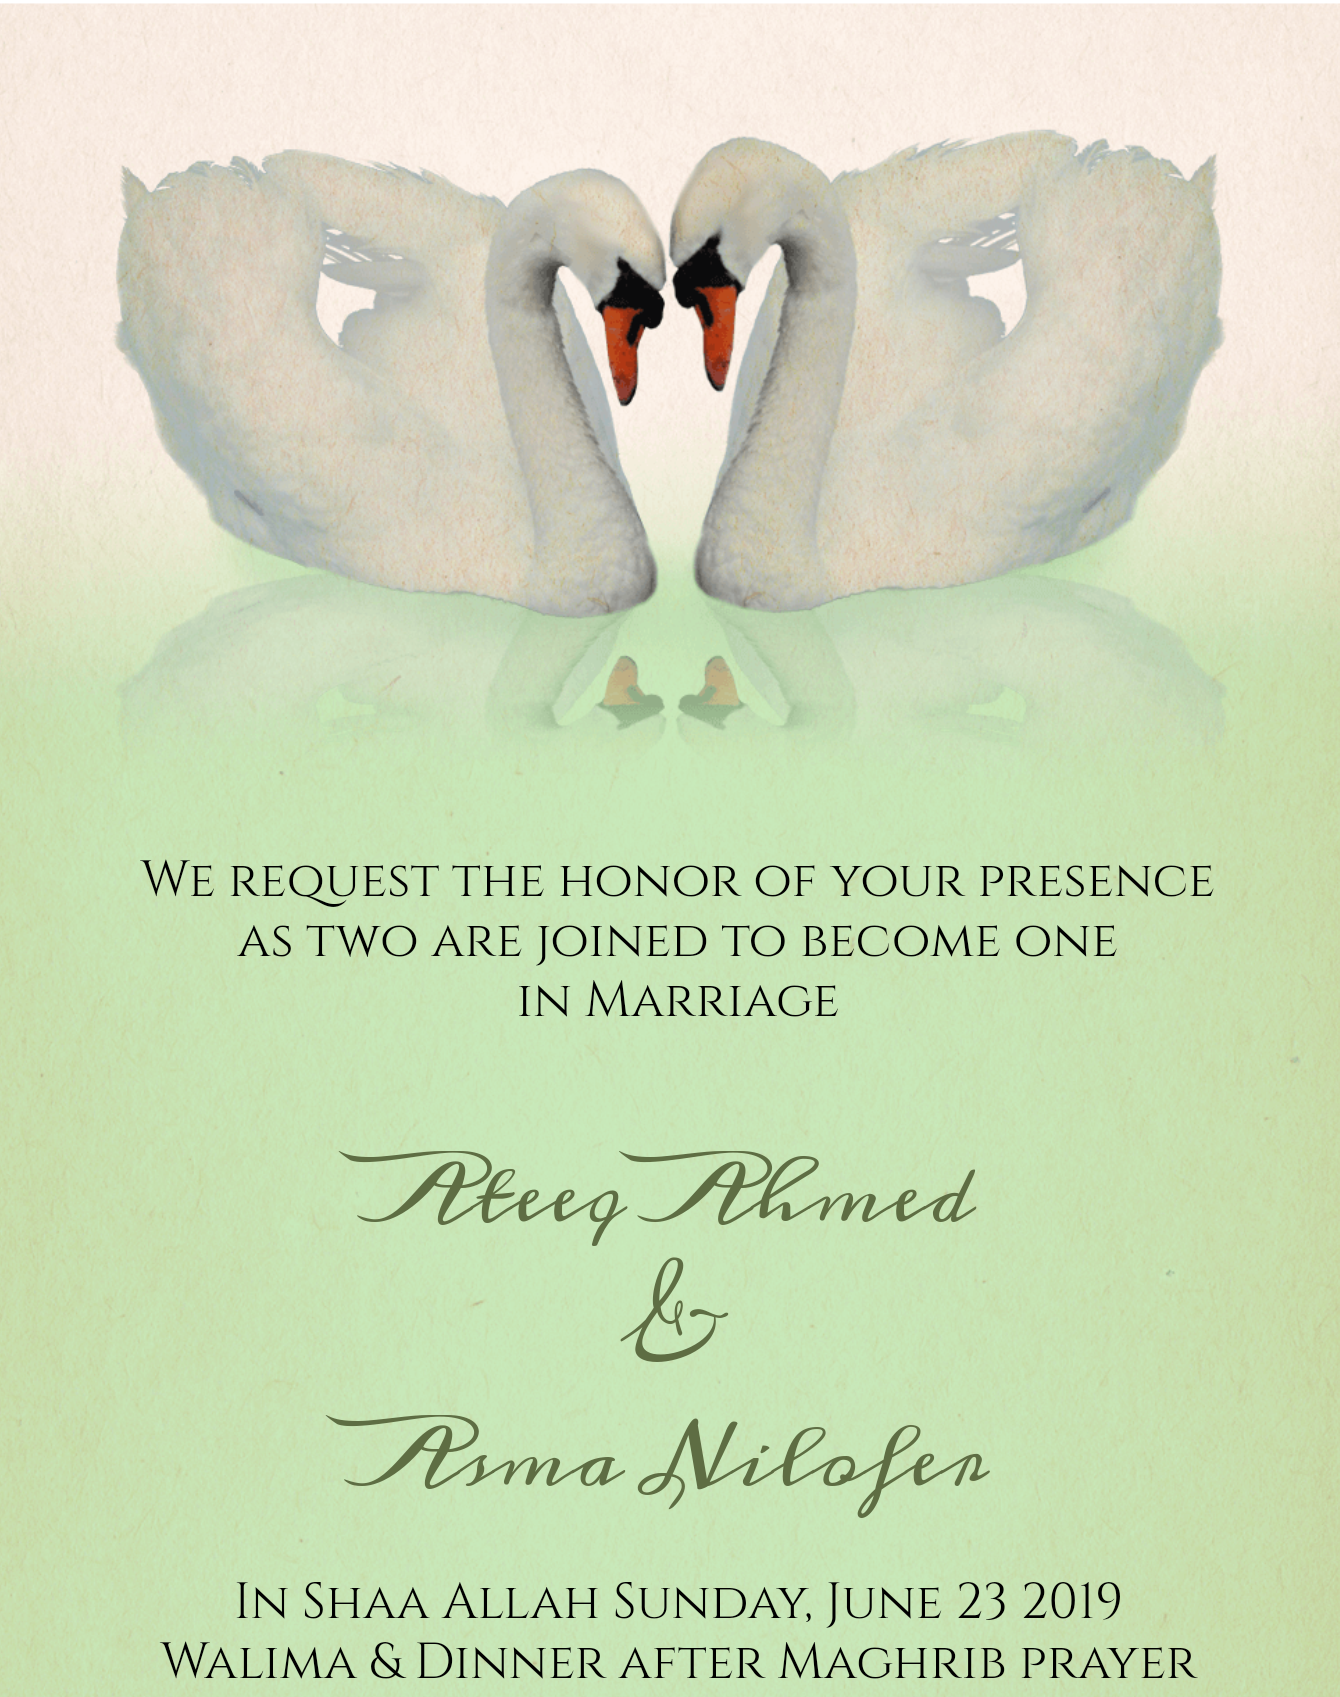 We request the honor of your presence
as two are joined to become one
in Marriage
Ateeq Ahmed
&
Asma Nilofer
In Shaa Allah Sunday, June 23 2019
Walima & Dinner after Maghrib prayer